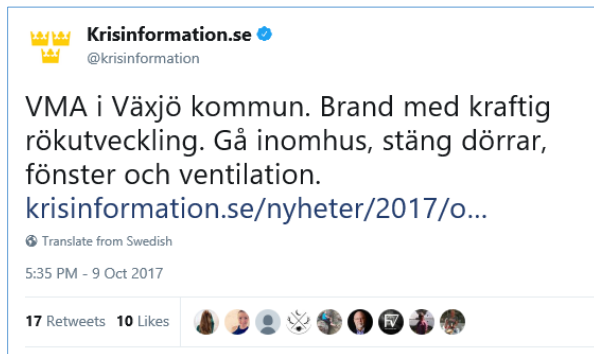 Krisinformation.se
@krisinformation
VMA i Växjö kommun. Brand med kraftig
rökutveckling. Gå inomhus, stäng dörrar,
fönster och ventilation.
krisinformation.se/nyheter/2017/o...
Translate from Swedish
5:35 PM - 9 Oct 2017
17 Retweets 10 Likes
FV